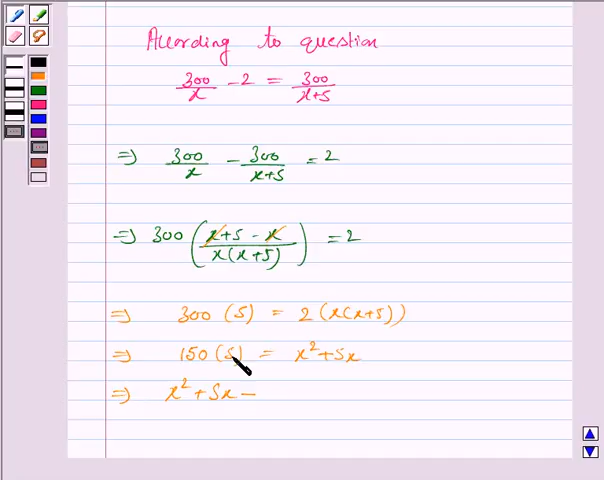 According to question
300/x - 2 = 300/x+5
=> 300/x - 300/x+5 = 2
=> 300 (x+5-x / x(x+5)) = 2
=> 300 (5) = 2 (x(x+5))
=> 150 (5) = x² + 5x
=> x² + 5x -